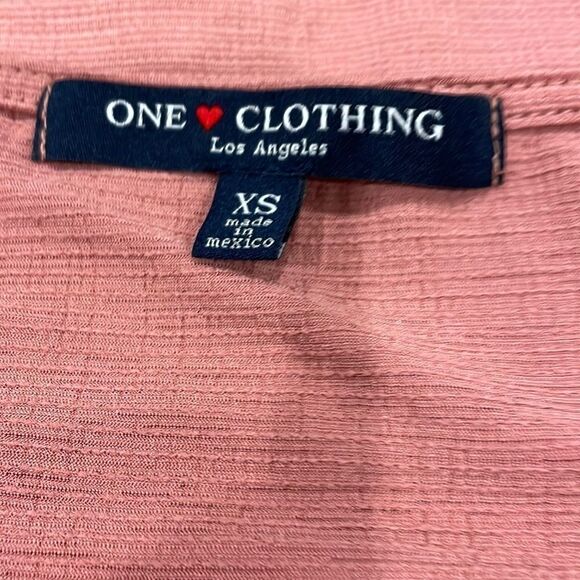 ONE ❤ CLOTHING
Los Angeles
XS
made
in
mexico